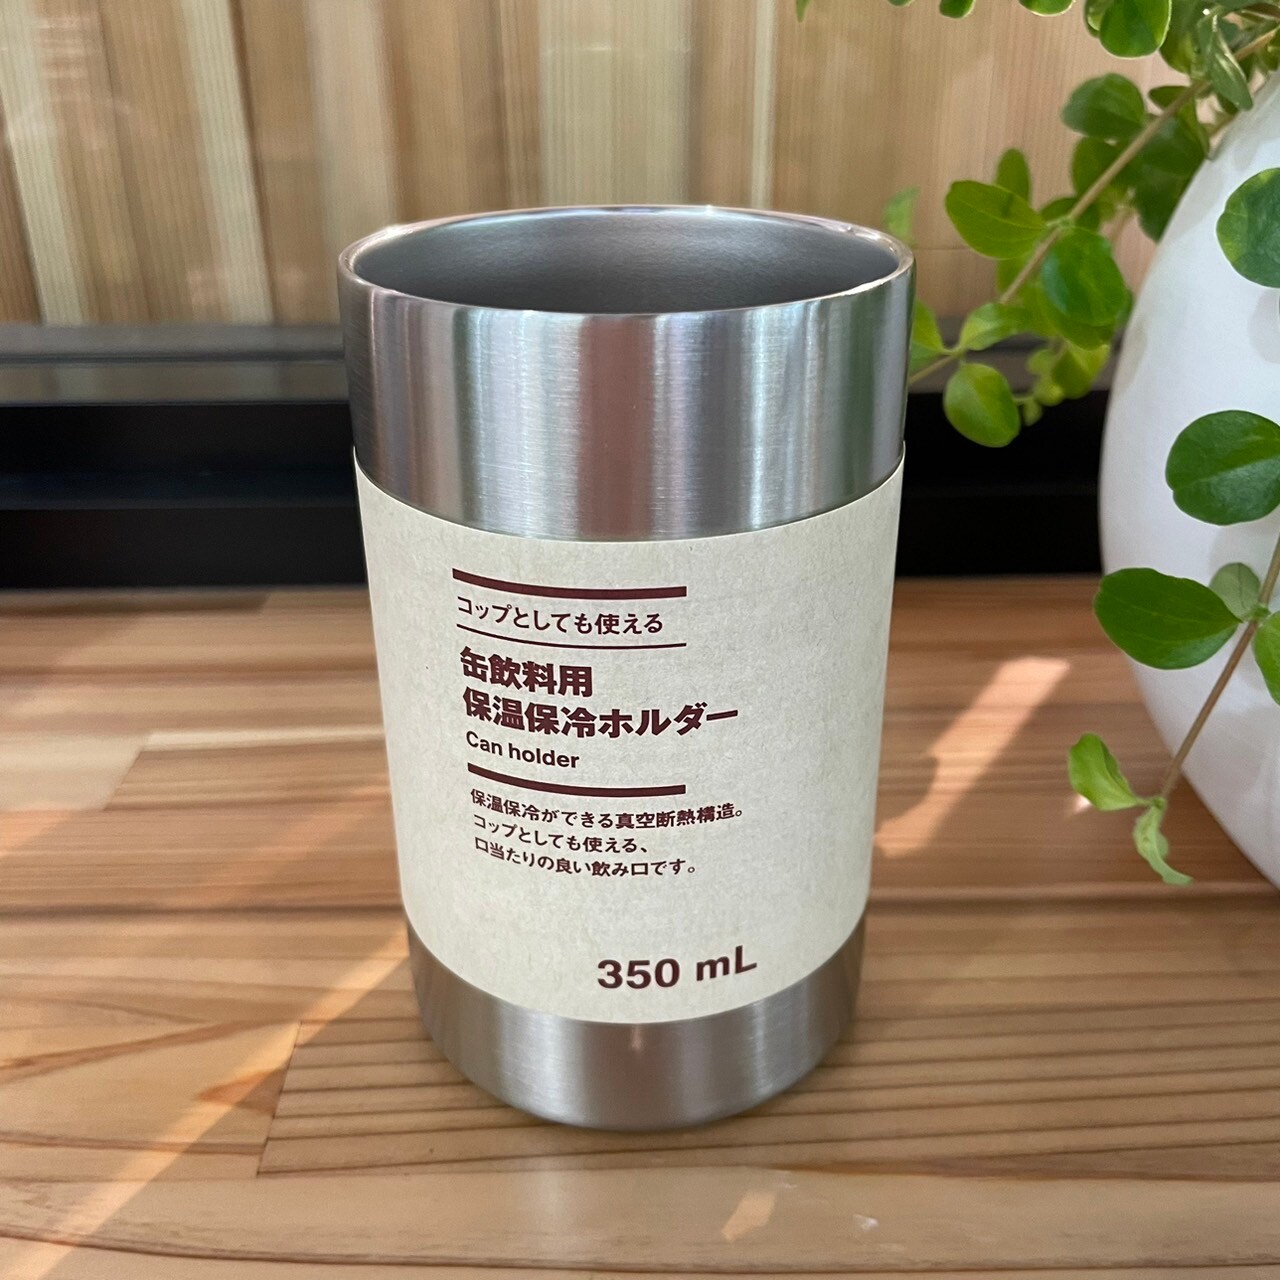 コップとしても使える
缶飲料用
保温保冷ホルダー
Can holder
保温保冷ができる真空断熱構造。
コップとしても使える、
口当たりの良い飲み口です。
350 mL